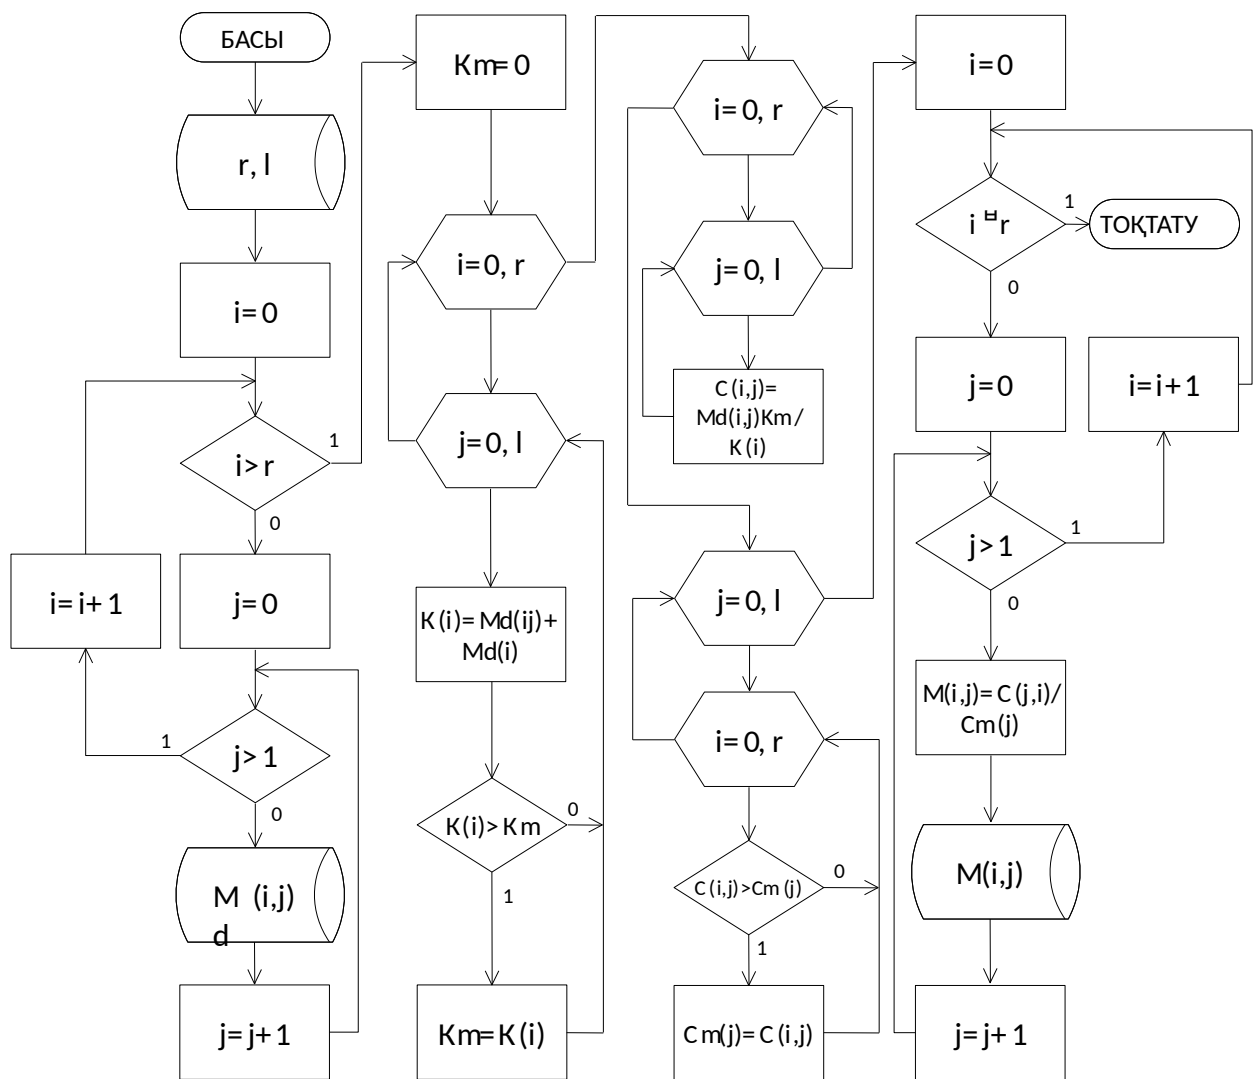 БАСЫ
r, l
i=0
i>r
1
0
i=i+1
j=0
j>1
1
0
M (i,j)
d
j=j+1
Km=0
i=0, r
j=0, l
K(i)=Md(ij)+
Md(i)
K(i)>Km
0
1
Km=K(i)
i=0, r
j=0, l
C(i,j)=
Md(i,j)Km/
K(i)
j=0, l
i=0, r
C(i,j)>Cm(j)
0
1
Cm(j)=C(i,j)
i=0
i r
1
ТОҚТАТУ
0
j=0
i=i+1
j>1
1
0
M(i,j)=C(j,i)/
Cm(j)
M(i,j)
j=j+1